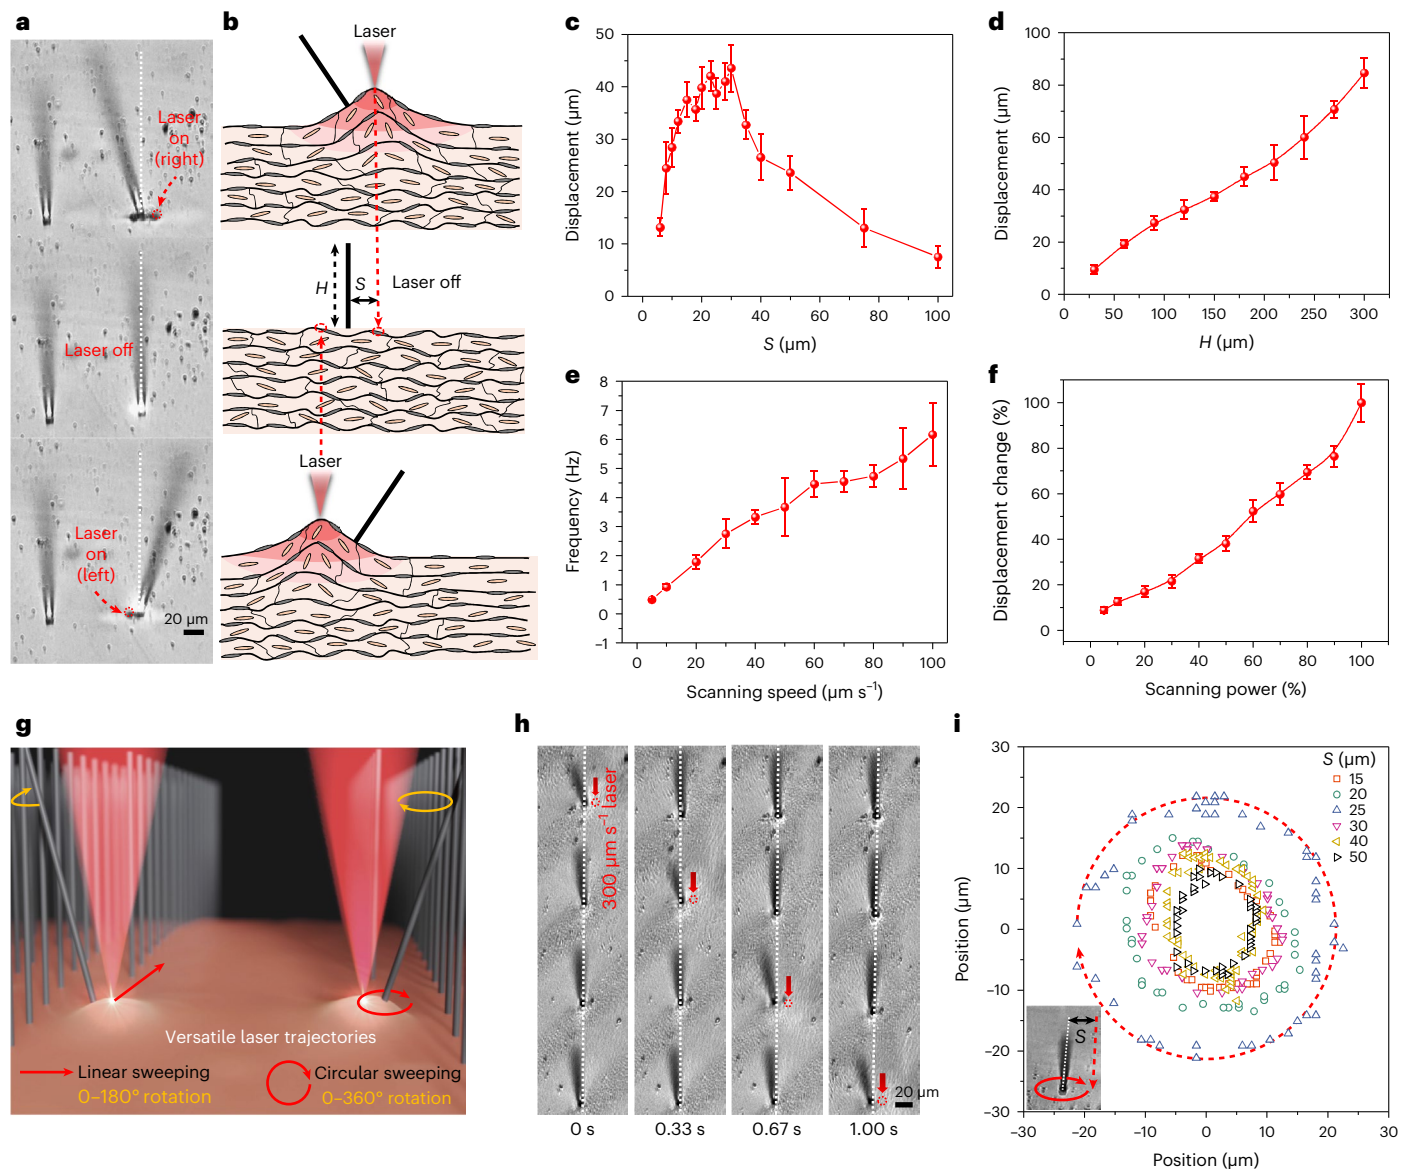 a
Laser
on
(right)
Laser off
Laser
on
(left)
20 µm
b
Laser
H
S
Laser off
Laser
c
50
40
30
20
10
0
Displacement (µm)
0 20 40 60 80 100
S (µm)
d
100
80
60
40
20
0
Displacement (µm)
0 50 100 150 200 250 300
H (µm)
e
8
7
6
5
4
3
2
1
0
–1
Frequency (Hz)
0 20 40 60 80 100
Scanning speed (µm s⁻¹)
f
100
80
60
40
20
0
Displacement change (%)
0 20 40 60 80 100
Scanning power (%)
g
Versatile laser trajectories
Linear sweeping
0–180° rotation
Circular sweeping
0–360° rotation
h
300 µm s⁻¹ laser
20 µm
0 s 0.33 s 0.67 s 1.00 s
i
30
20
10
0
–10
–20
–30
Position (µm)
S (µm)
15
20
25
30
40
50
S
–30 –20 –10 0 10 20 30
Position (µm)